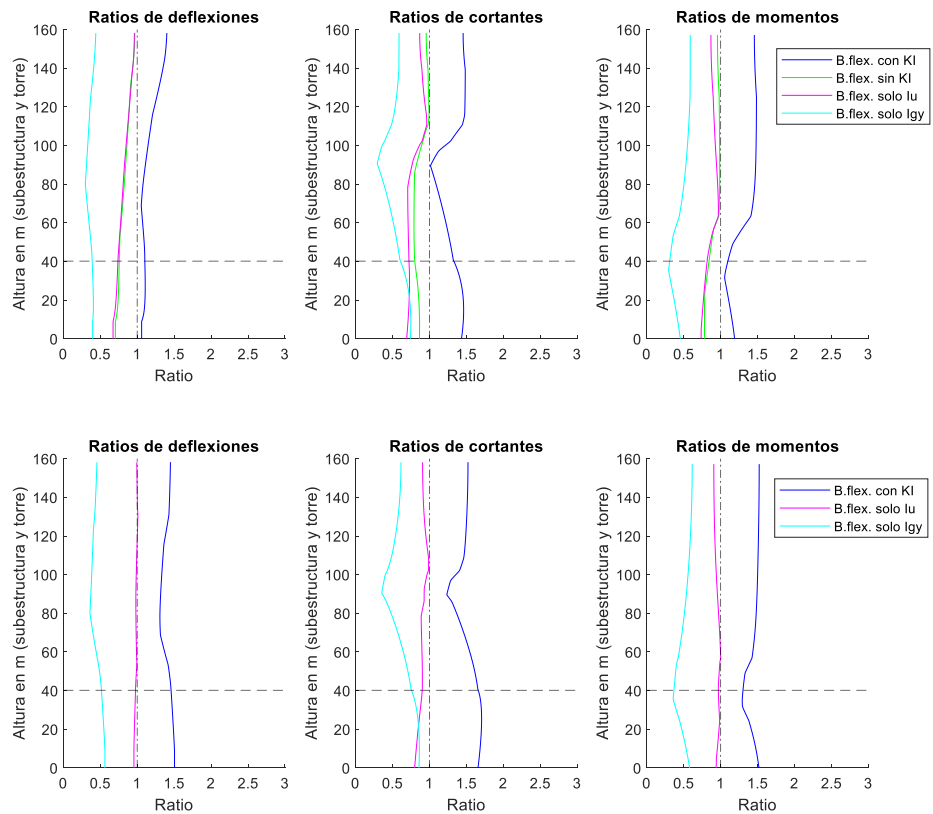 Ratios de deflexiones
Altura en m (subestructura y torre)
160
140
120
100
80
60
40
20
0
0 0.5 1 1.5 2 2.5 3
Ratio
Ratios de cortantes
Altura en m (subestructura y torre)
160
140
120
100
80
60
40
20
0
0 0.5 1 1.5 2 2.5 3
Ratio
Ratios de momentos
Altura en m (subestructura y torre)
160
140
120
100
80
60
40
20
0
0 0.5 1 1.5 2 2.5 3
Ratio
B.flex. con KI
B.flex. sin KI
B.flex. solo Iu
B.flex. solo Igy
Ratios de deflexiones
Altura en m (subestructura y torre)
160
140
120
100
80
60
40
20
0
0 0.5 1 1.5 2 2.5 3
Ratio
Ratios de cortantes
Altura en m (subestructura y torre)
160
140
120
100
80
60
40
20
0
0 0.5 1 1.5 2 2.5 3
Ratio
Ratios de momentos
Altura en m (subestructura y torre)
160
140
120
100
80
60
40
20
0
0 0.5 1 1.5 2 2.5 3
Ratio
B.flex. con KI
B.flex. solo Iu
B.flex. solo Igy